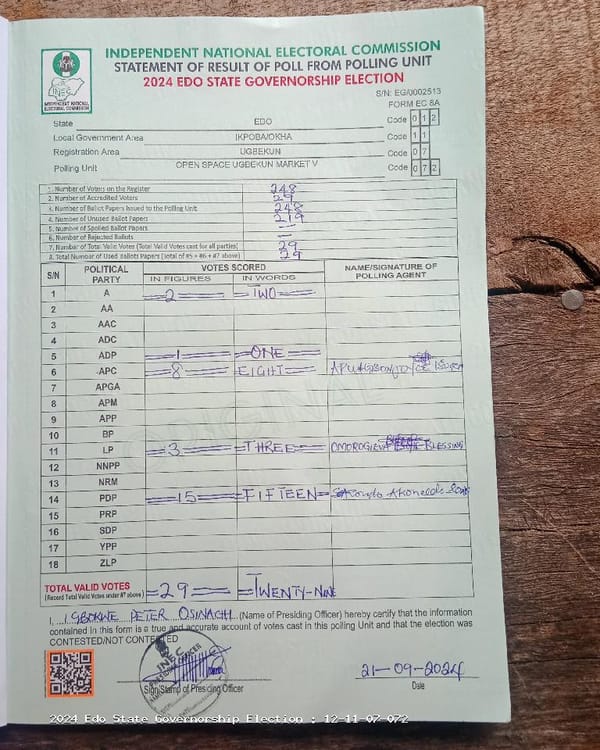 INDEPENDENT NATIONAL ELECTORAL COMMISSION
STATEMENT OF RESULT OF POLL FROM POLLING UNIT
2024 EDO STATE GOVERNORSHIP ELECTION
S/N: EG/0002513
FORM EC 8A
INEC
INDEPENDENT NATIONAL ELECTORAL COMMISSION
State EDO Code 0 1 2
Local Government Area IKPOBA/OKHA Code 1 1
Registration Area UGBEKUN Code 0 7
Polling Unit OPEN SPACE UGBEKUN MARKET V Code 0 7 2
1. Number of Voters on the Register 248
2. Number of Accredited Voters 29
3. Number of Ballot Papers Issued to the Polling Unit 248
4. Number of Unused Ballot Papers 219
5. Number of Spoiled Ballot Papers —
6. Number of Rejected Ballots —
7. Number of Total Valid Votes (Total Valid Votes cast for all parties) 29
8. Total Number of Used Ballots Papers (Total of #5 + #6 + #7 above) 29
S/N POLITICAL PARTY VOTES SCORED NAME/SIGNATURE OF POLLING AGENT
IN FIGURES IN WORDS
1 A 2 TWO
2 AA
3 AAC
4 ADC
5 ADP 1 ONE
6 APC 8 EIGHT
7 APGA
8 APM
9 APP
10 BP
11 LP 3 THREE OMOROGIEVA BLESSING
12 NNPP
13 NRM
14 PDP 15 FIFTEEN
15 PRP
16 SDP
17 YPP
18 ZLP
TOTAL VALID VOTES =29= =TWENTY-NINE
(Record Total Valid Votes under #7 above)
I, IGBOKWE PETER OSINACHI (Name of Presiding Officer) hereby certify that the information
contained in this form is a true and accurate account of votes cast in this polling Unit and that the election was
CONTESTED/NOT CONTESTED
INEC
21-09-2024
Sign/Stamp of Presiding Officer Date
2024 Edo State Governorship Election : 12-11-07-072